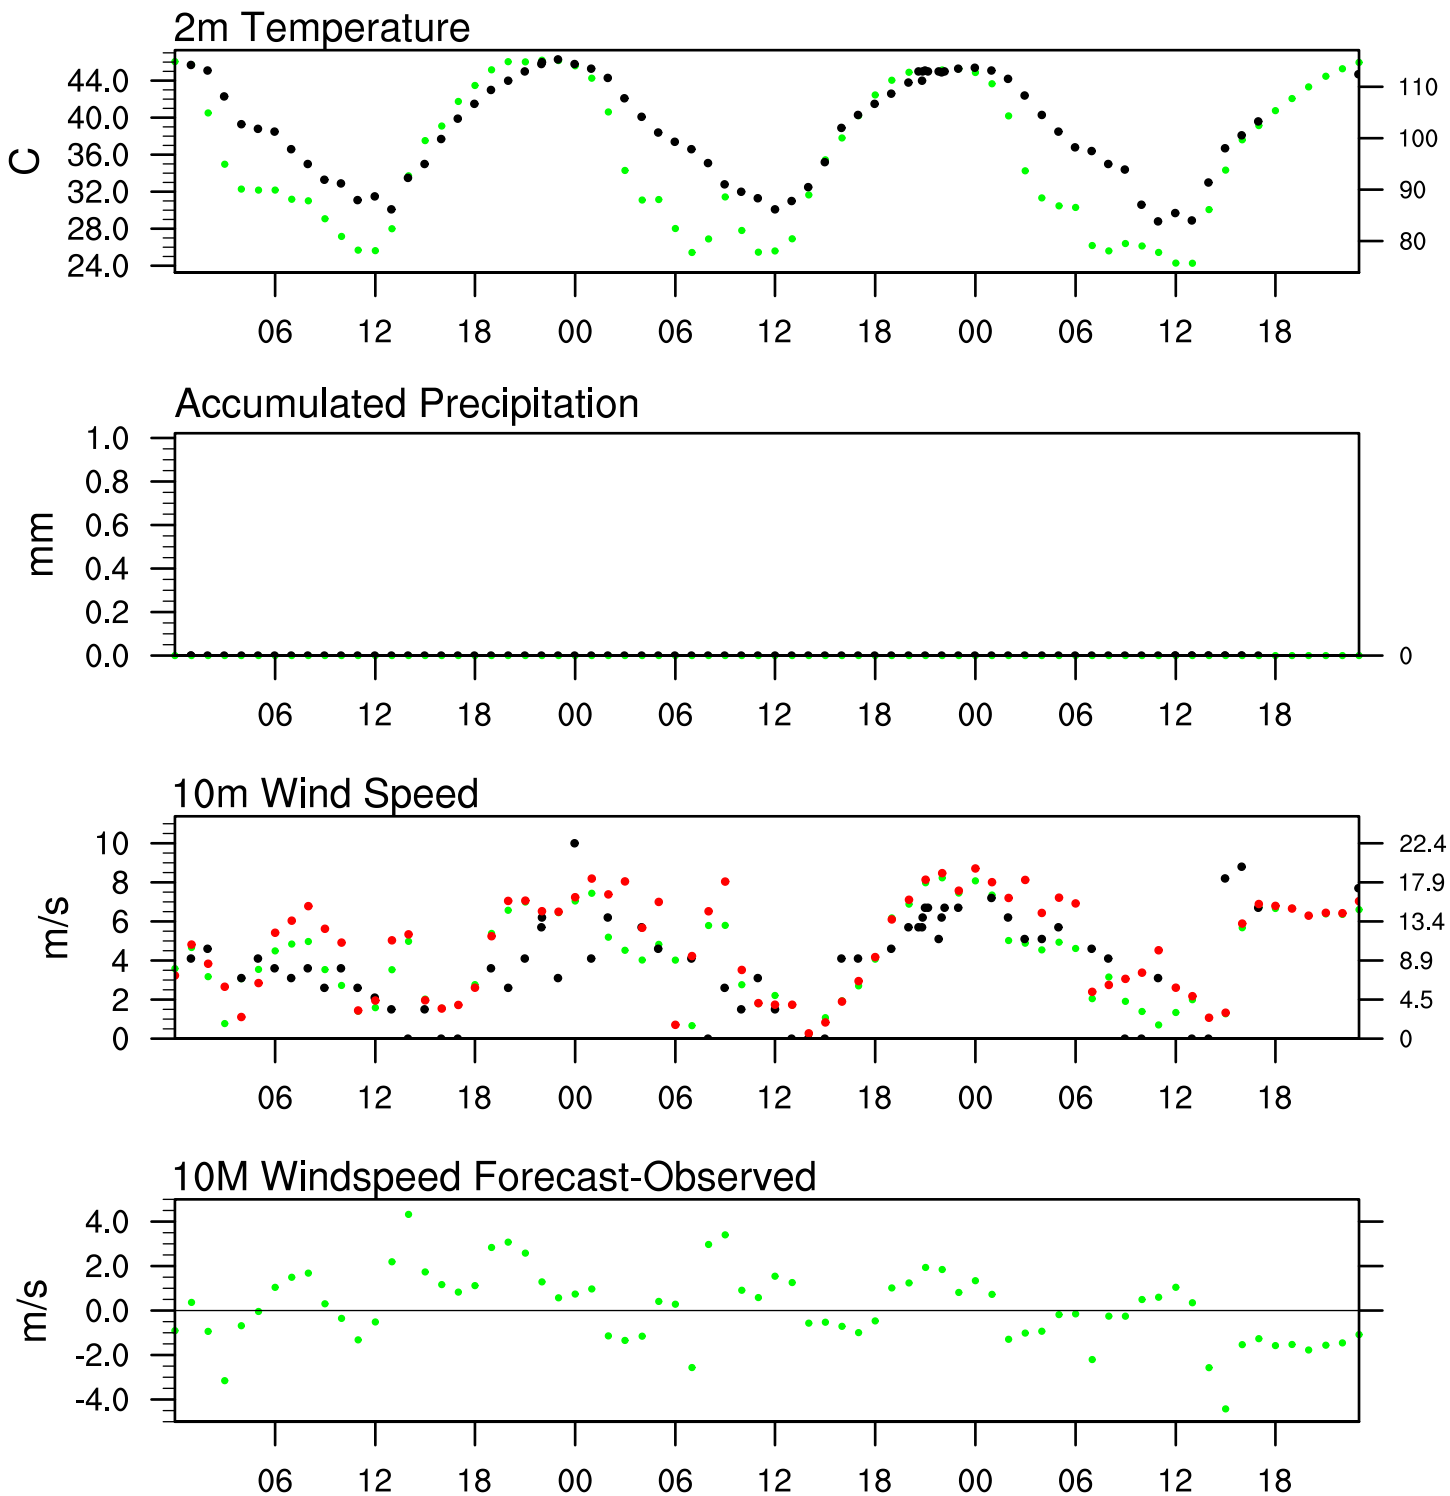 2m Temperature
C
44.0
40.0
36.0
32.0
28.0
24.0
110
100
90
80
06 12 18 00 06 12 18 00 06 12 18
Accumulated Precipitation
mm
1.0
0.8
0.6
0.4
0.2
0.0
0
06 12 18 00 06 12 18 00 06 12 18
10m Wind Speed
m/s
10
8
6
4
2
0
22.4
17.9
13.4
8.9
4.5
0
06 12 18 00 06 12 18 00 06 12 18
10M Windspeed Forecast-Observed
m/s
4.0
2.0
0.0
-2.0
-4.0
06 12 18 00 06 12 18 00 06 12 18